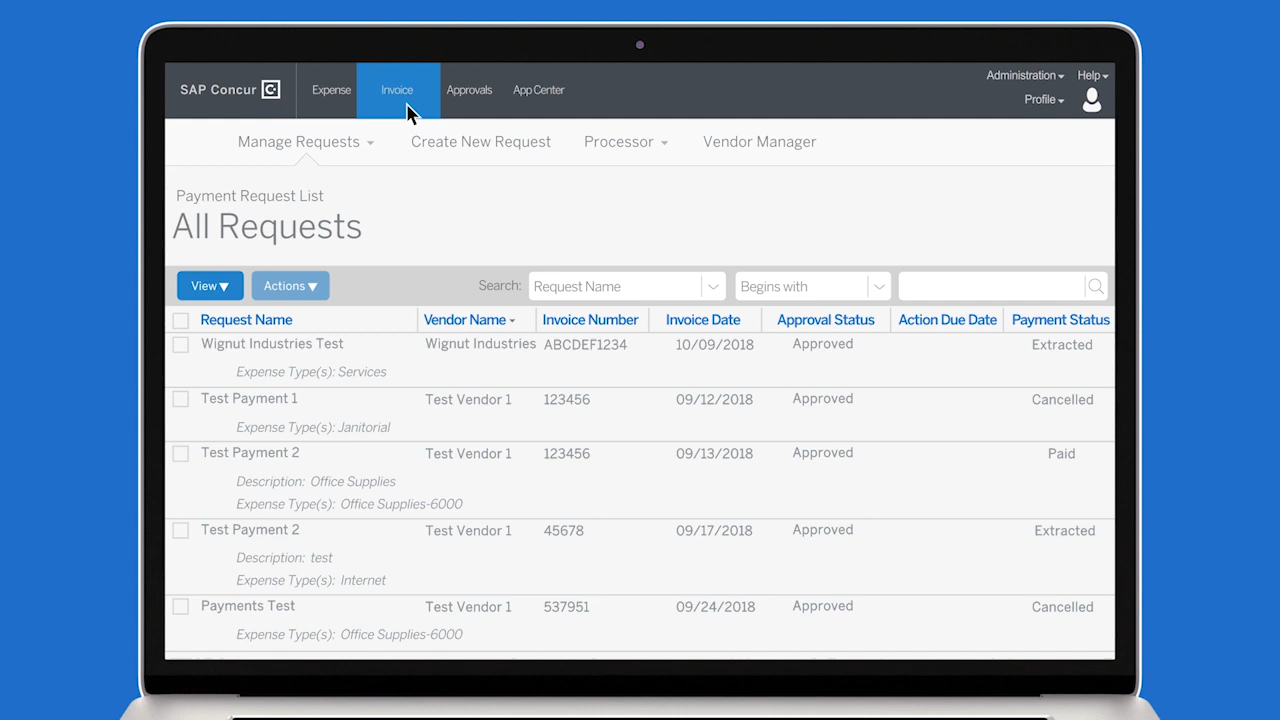 SAP Concur C Expense Invoice Approvals App Center Administration Help
Profile
Manage Requests Create New Request Processor Vendor Manager
Payment Request List
All Requests
View Actions Search: Request Name Begins with
Request Name Vendor Name Invoice Number Invoice Date Approval Status Action Due Date Payment Status
Wignut Industries Test Wignut Industries ABCDEF1234 10/09/2018 Approved Extracted
Expense Type(s): Services
Test Payment 1 Test Vendor 1 123456 09/12/2018 Approved Cancelled
Expense Type(s): Janitorial
Test Payment 2 Test Vendor 1 123456 09/13/2018 Approved Paid
Description: Office Supplies
Expense Type(s): Office Supplies-6000
Test Payment 2 Test Vendor 1 45678 09/17/2018 Approved Extracted
Description: test
Expense Type(s): Internet
Payments Test Test Vendor 1 537951 09/24/2018 Approved Cancelled
Expense Type(s): Office Supplies-6000